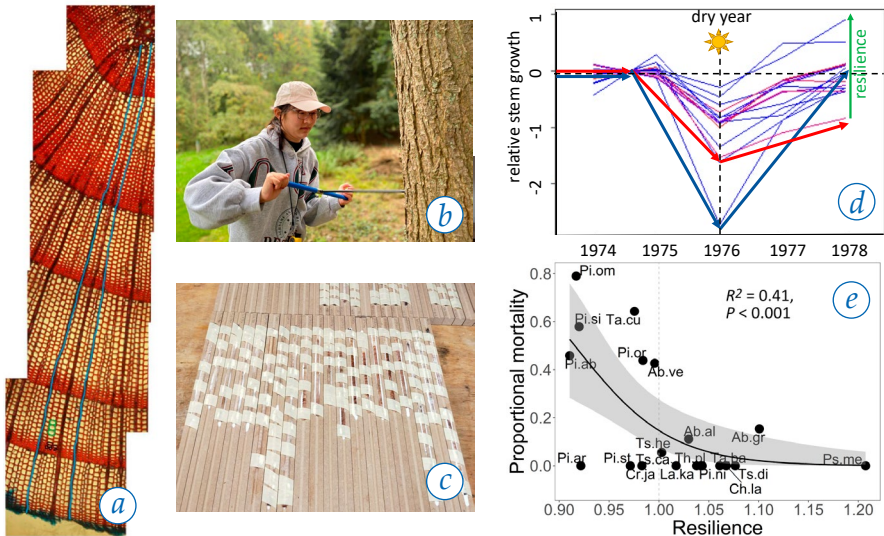 a
b
c
d
relative stem growth
1
0
-1
-2
dry year
resilience
1974 1975 1976 1977 1978
e
Proportional mortality
0.8
0.6
0.4
0.2
0.0
R² = 0.41,
P < 0.001
Pi.om
Pi.si Ta.cu
Pi.ab Pi.or
Ab.ve
Ab.al Ab.gr
Ts.he
Pi.ar Pi.st Ts.ca Th.pl Ta.ba Ps.me
Cr.ja La.ka Pi.ni Ts.di
Ch.la
0.90 0.95 1.00 1.05 1.10 1.15 1.20
Resilience